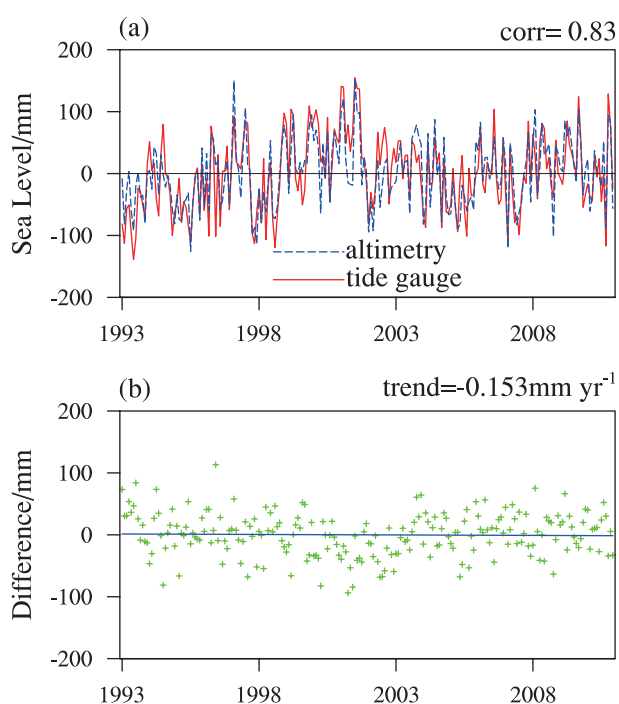 (a)
corr= 0.83
200
100
0
-100
-200
Sea Level/mm
altimetry
tide gauge
1993
1998
2003
2008
(b)
trend=-0.153mm yr⁻¹
200
100
0
-100
-200
Difference/mm
1993
1998
2003
2008